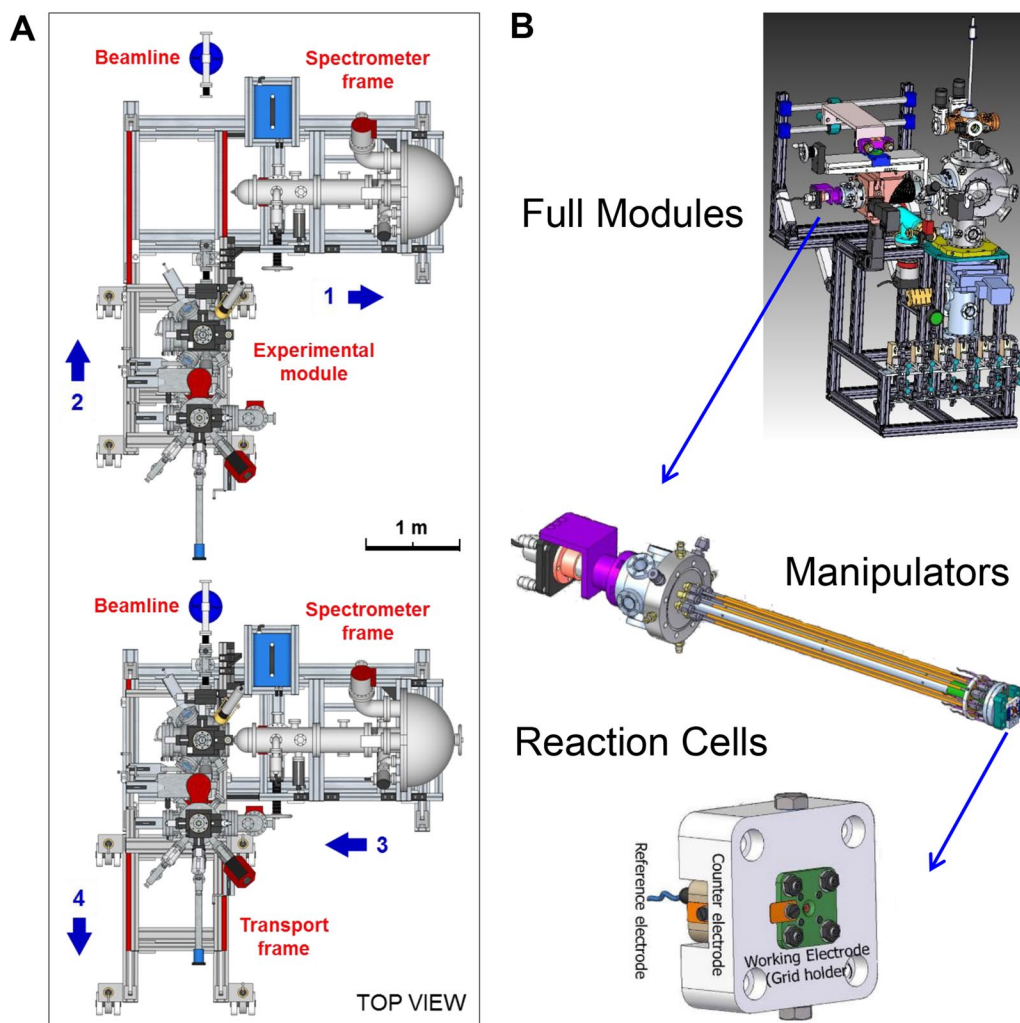 A
Beamline
Spectrometer
frame
1
Experimental
module
2
1 m
Beamline
Spectrometer
frame
3
4
Transport
frame
TOP VIEW
B
Full Modules
Manipulators
Reaction Cells
Reference electrode
Counter electrode
Working Electrode
(Grid holder)